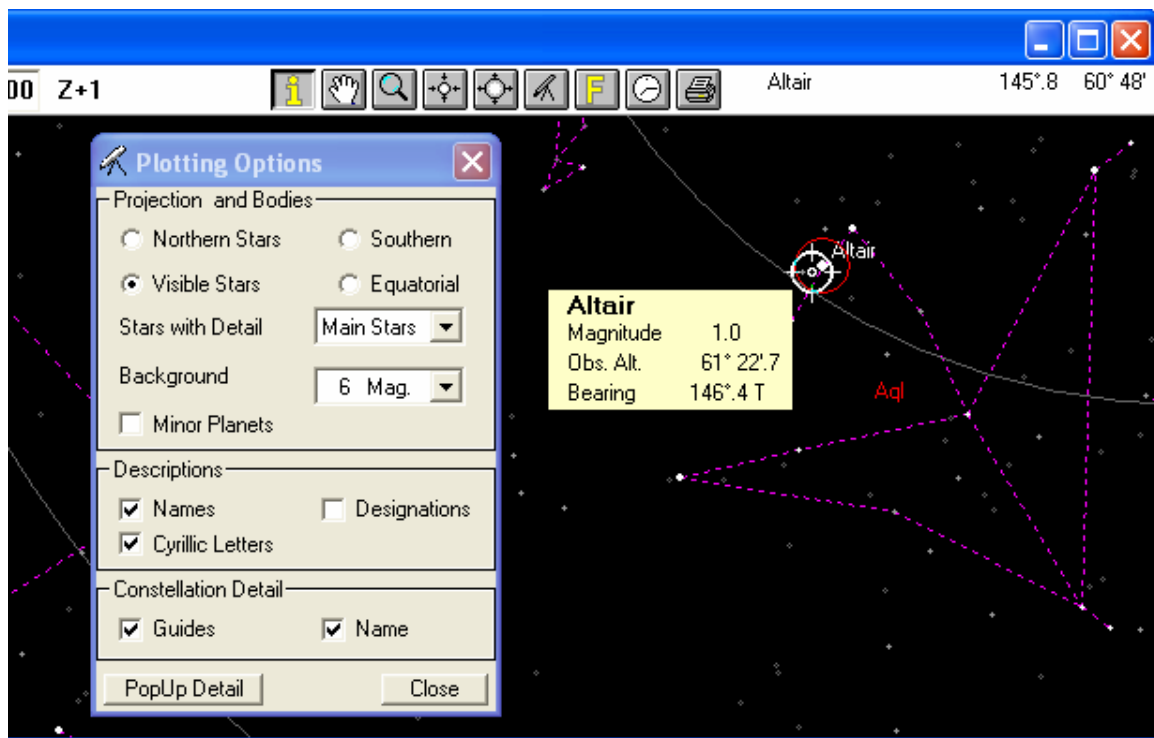 00 Z+1 i F Altair 145°.8 60° 48'
Plotting Options
Projection and Bodies
Northern Stars Southern
Visible Stars Equatorial
Stars with Detail Main Stars
Background 6 Mag.
Minor Planets
Descriptions
Names Designations
Cyrillic Letters
Constellation Detail
Guides Name
PopUp Detail Close
Altair
Altair
Magnitude 1.0
Obs. Alt. 61° 22'.7
Bearing 146°.4 T
Aql